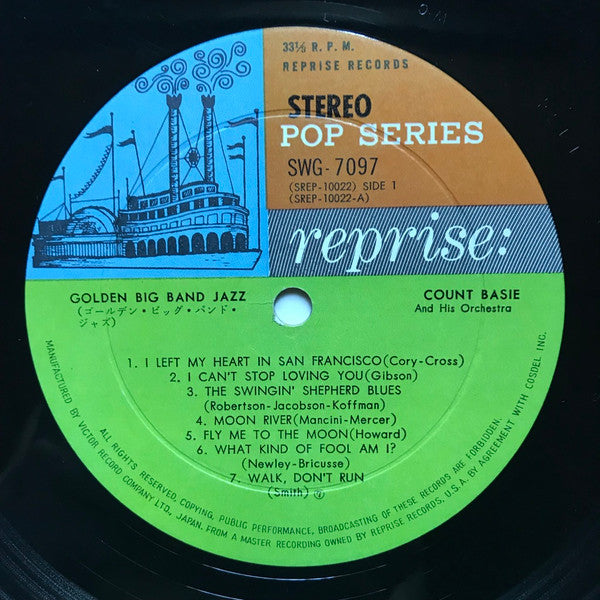 33⅓ R. P. M.
REPRISE RECORDS
STEREO
POP SERIES
SWG-7097
(SREP-10022) SIDE 1
(SREP-10022-A)
reprise:
GOLDEN BIG BAND JAZZ
(ゴールデン・ビッグ・バンド・
ジャズ)
COUNT BASIE
And His Orchestra
1. I LEFT MY HEART IN SAN FRANCISCO(Cory-Cross)
2. I CAN'T STOP LOVING YOU(Gibson)
3. THE SWINGIN' SHEPHERD BLUES
(Robertson-Jacobson-Koffman)
4. MOON RIVER(Mancini-Mercer)
5. FLY ME TO THE MOON(Howard)
6. WHAT KIND OF FOOL AM I?
(Newley-Bricusse)
7. WALK, DON'T RUN
(Smith)
ALL RIGHTS RESERVED, COPYING, PUBLIC PERFORMANCE, BROADCASTING OF THESE RECORDS ARE FORBIDDEN.
MANUFACTURED BY VICTOR RECORD COMPANY LTD., JAPAN. FROM A MASTER RECORDING OWNED BY REPRISE RECORDS, U.S.A. BY AGREEMENT WITH COSDEL INC.